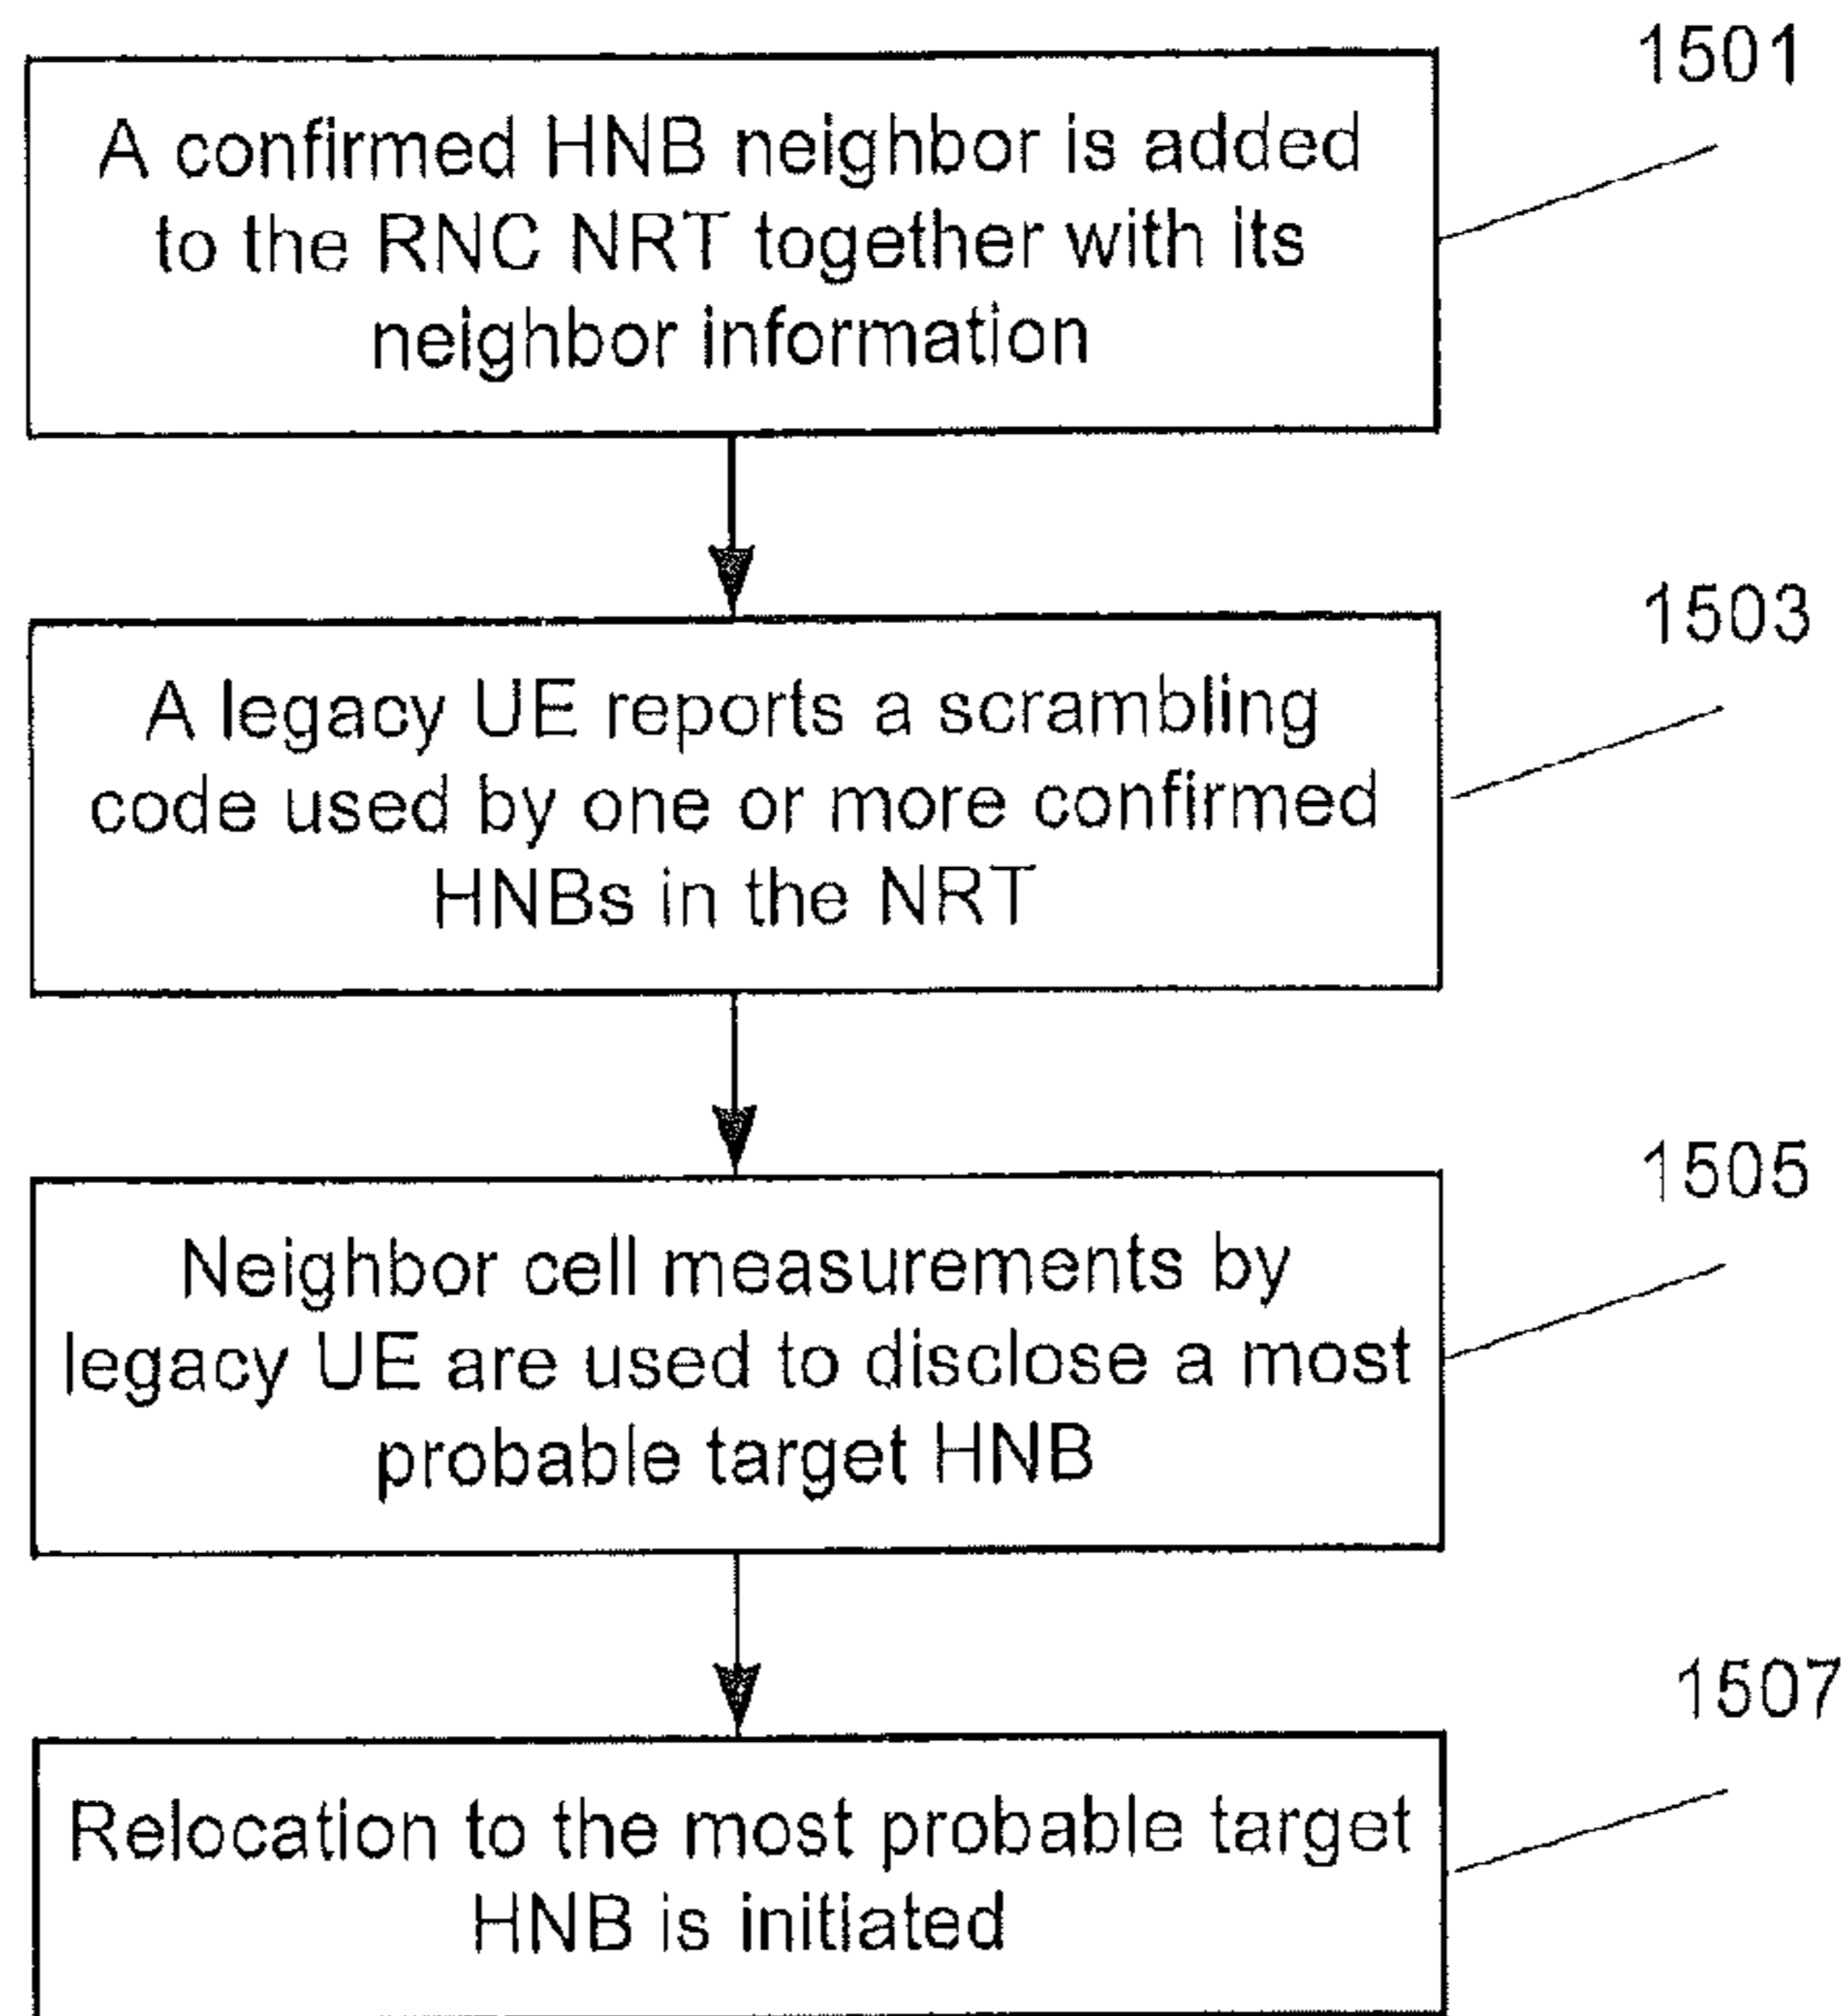 1501
A confirmed HNB neighbor is added
to the RNC NRT together with its
neighbor information
1503
A legacy UE reports a scrambling
code used by one or more confirmed
HNBs in the NRT
1505
Neighbor cell measurements by
legacy UE are used to disclose a most
probable target HNB
1507
Relocation to the most probable target
HNB is initiated